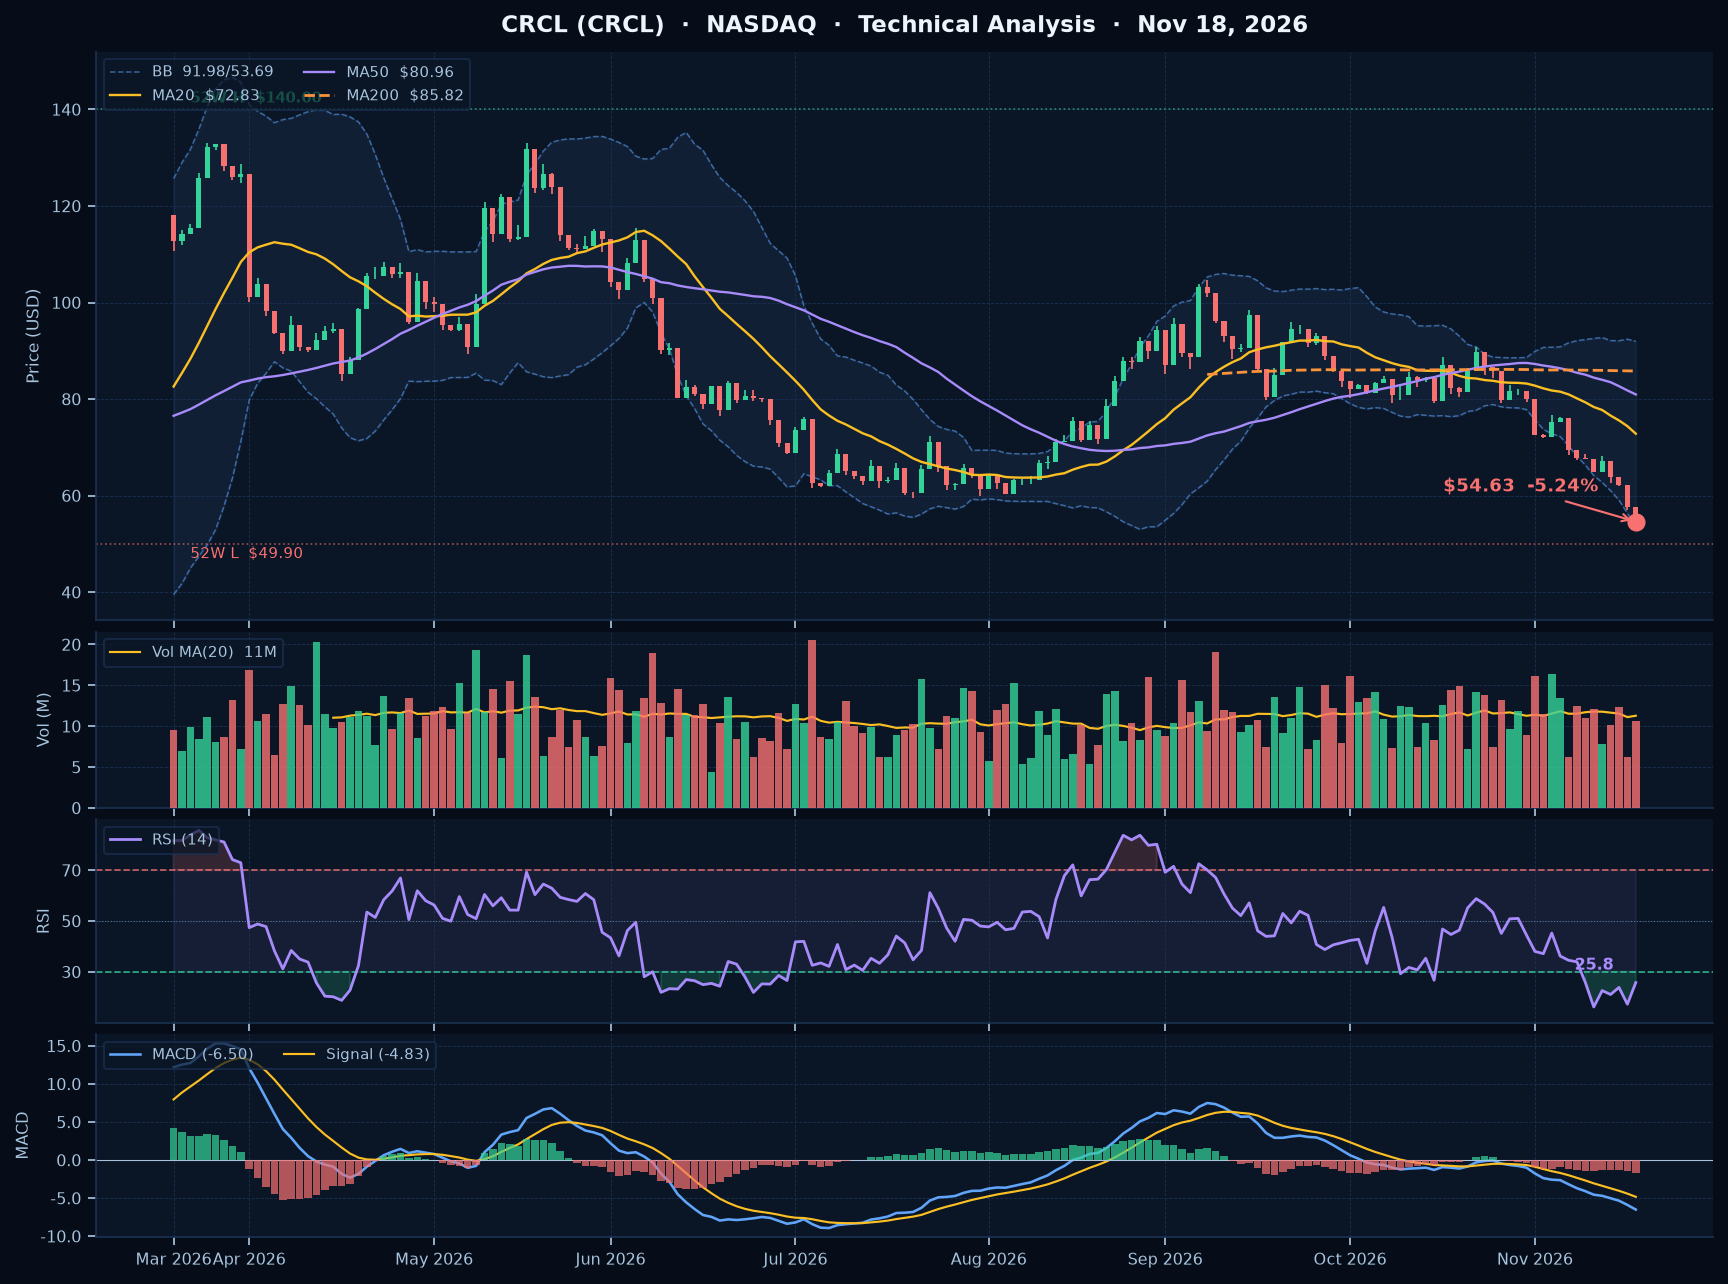 CRCL (CRCL)  ·  NASDAQ  ·  Technical Analysis  ·  Nov 18, 2026
BB  91.98/53.69
MA50  $80.96
MA20  $72.83
MA200  $85.82
$140.00
140
120
100
80
60
40
Price (USD)
$54.63  -5.24%
52W L  $49.90
Vol MA(20)  11M
20
15
10
5
0
Vol (M)
RSI (14)
70
50
30
RSI
25.8
MACD (-6.50)
Signal (-4.83)
15.0
10.0
5.0
0.0
-5.0
-10.0
MACD
Mar 2026
Apr 2026
May 2026
Jun 2026
Jul 2026
Aug 2026
Sep 2026
Oct 2026
Nov 2026